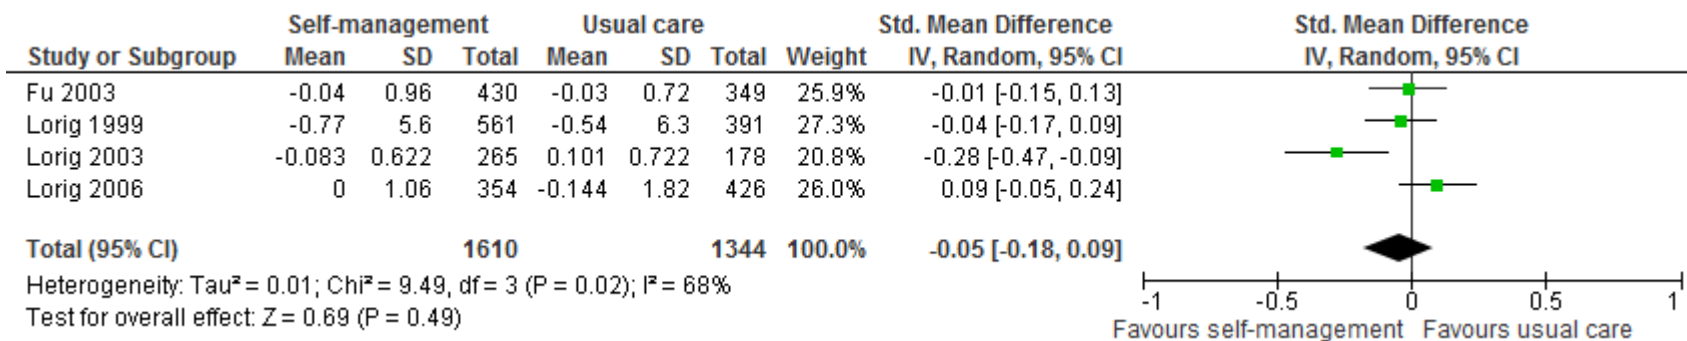 Self-management Usual care Std. Mean Difference Std. Mean Difference
Study or Subgroup Mean SD Total Mean SD Total Weight IV, Random, 95% CI IV, Random, 95% CI
Fu 2003 -0.04 0.96 430 -0.03 0.72 349 25.9% -0.01 [-0.15, 0.13]
Lorig 1999 -0.77 5.6 561 -0.54 6.3 391 27.3% -0.04 [-0.17, 0.09]
Lorig 2003 -0.083 0.622 265 0.101 0.722 178 20.8% -0.28 [-0.47, -0.09]
Lorig 2006 0 1.06 354 -0.144 1.82 426 26.0% 0.09 [-0.05, 0.24]
Total (95% CI) 1610 1344 100.0% -0.05 [-0.18, 0.09]
Heterogeneity: Tau² = 0.01; Chi² = 9.49, df = 3 (P = 0.02); I² = 68%
Test for overall effect: Z = 0.69 (P = 0.49)
-1 -0.5 0 0.5 1
Favours self-management Favours usual care